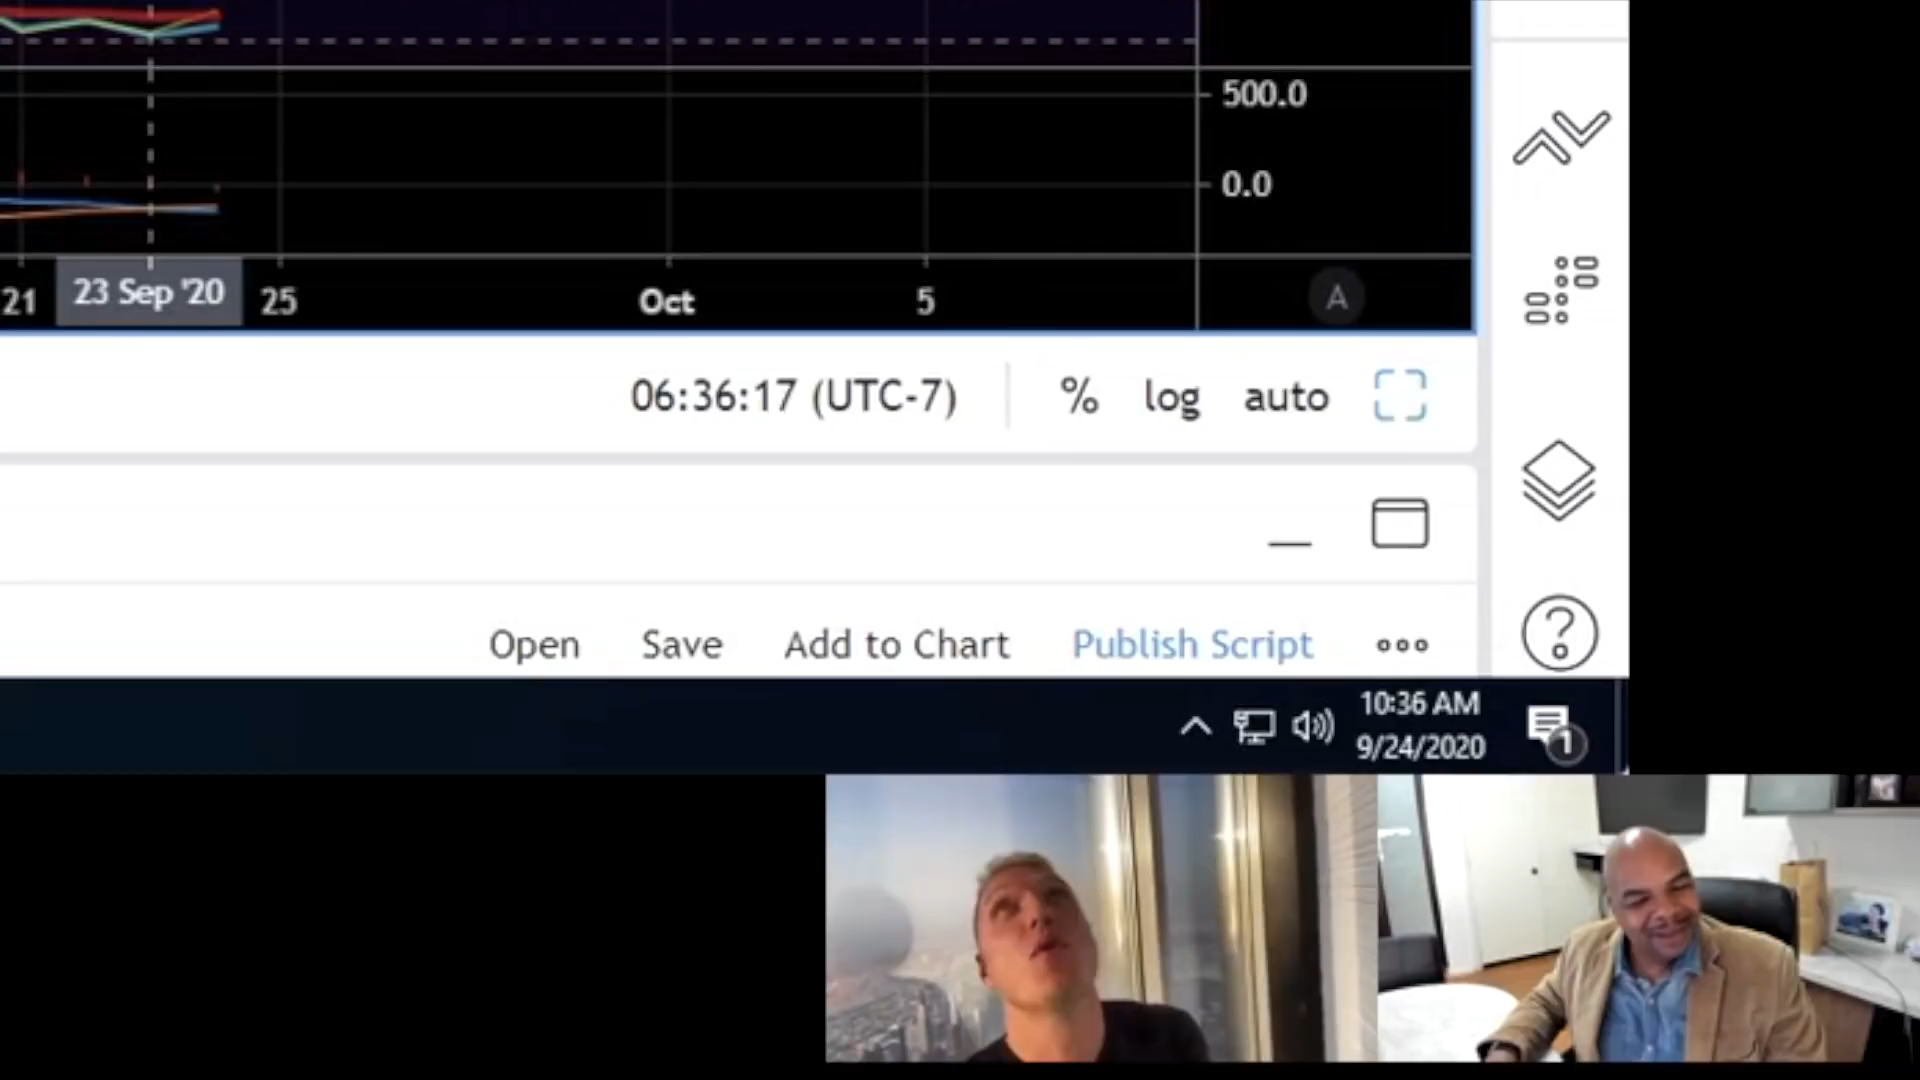 500.0
0.0
21 23 Sep '20 25 Oct 5 A
06:36:17 (UTC-7) % log auto
Open Save Add to Chart Publish Script
10:36 AM
9/24/2020
1